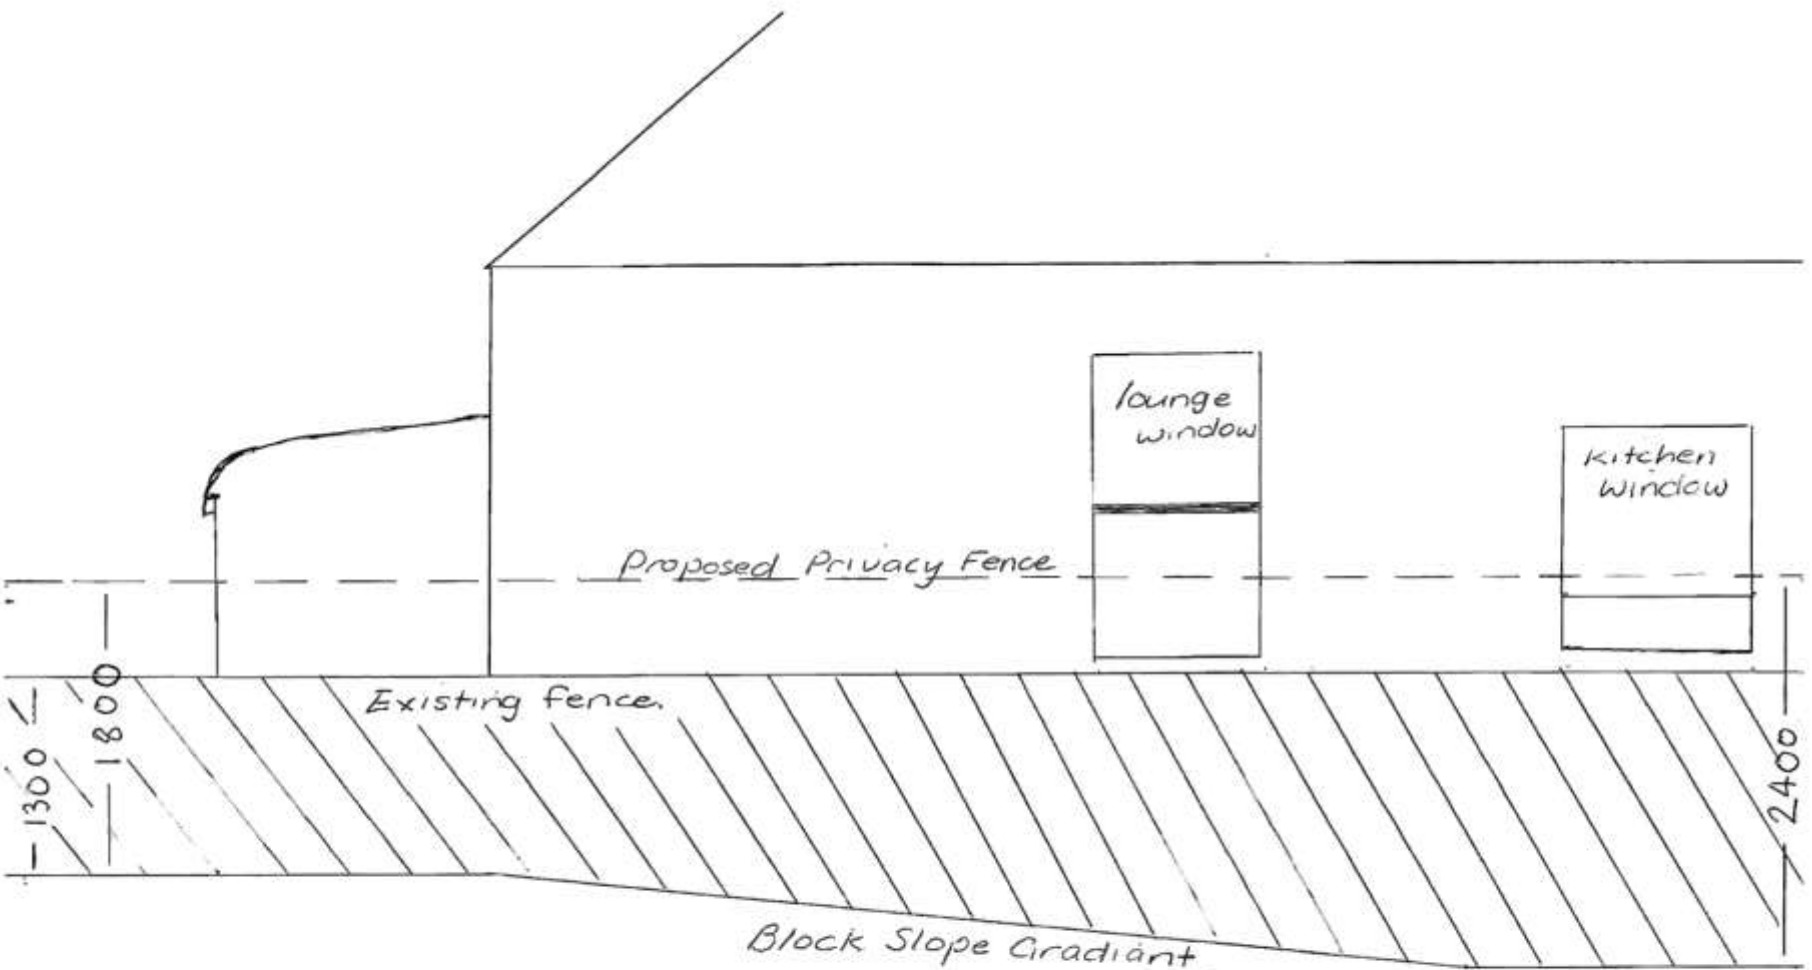 lounge
window
kitchen
window
Proposed Privacy Fence
Existing fence.
1300
1800
2400
Block Slope Gradiant